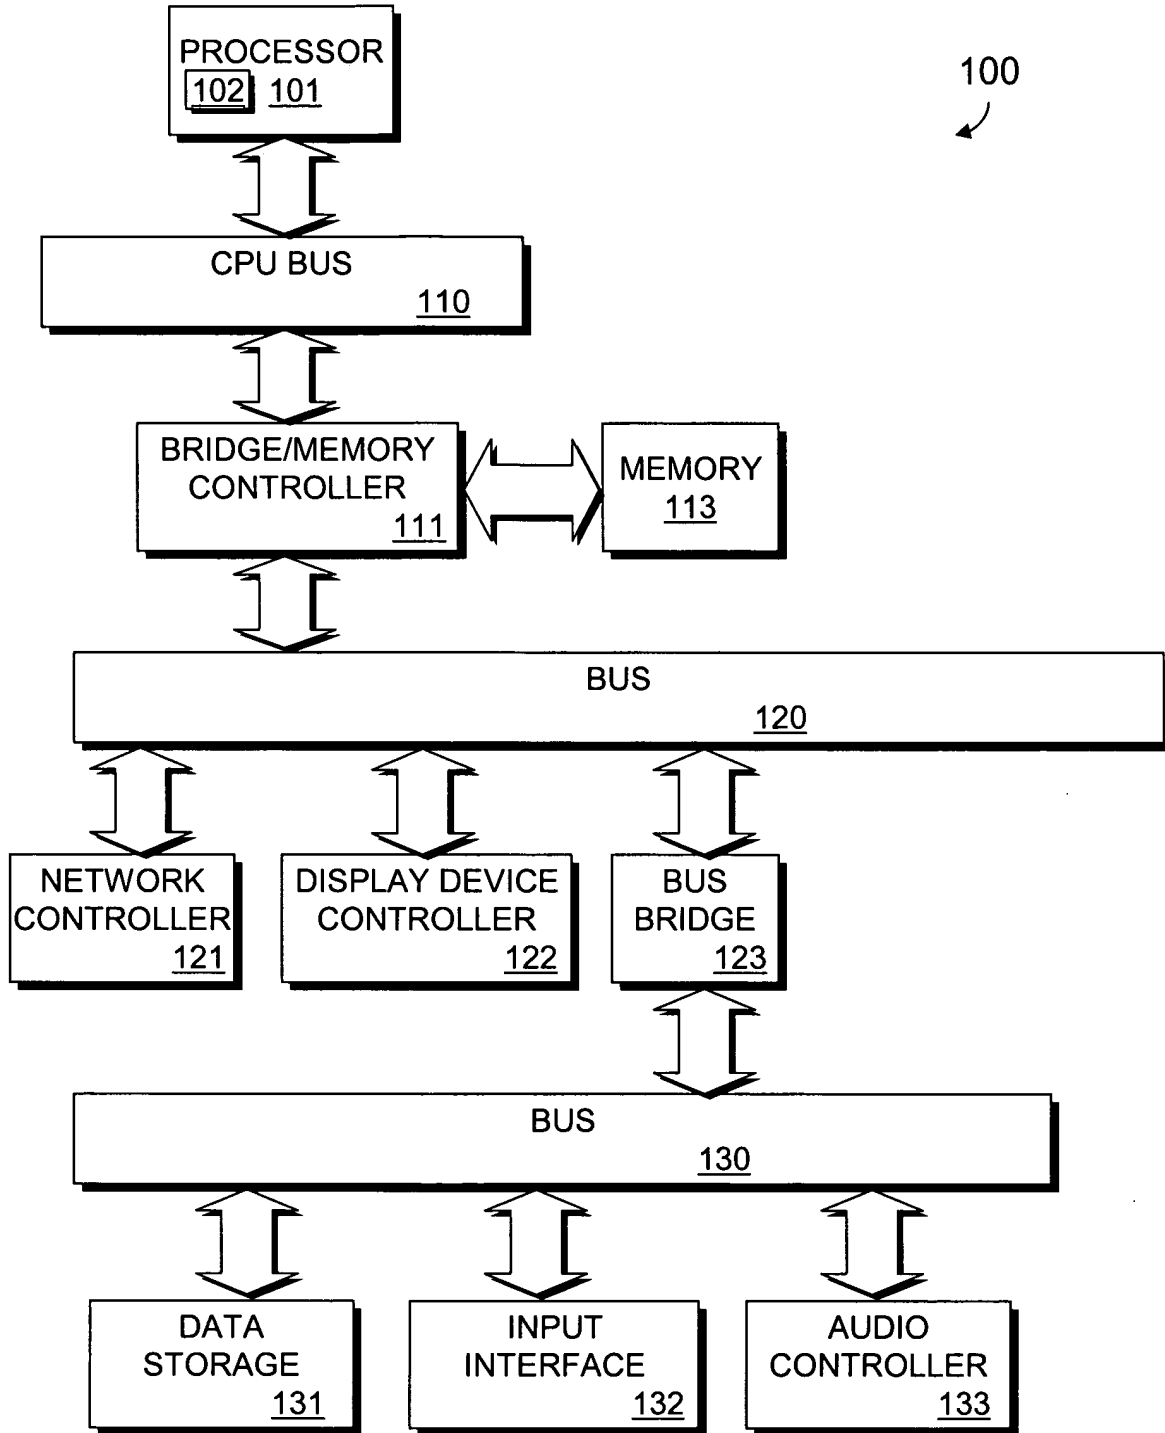 PROCESSOR
102 101
100
CPU BUS
110
BRIDGE/MEMORY
CONTROLLER
111
MEMORY
113
BUS
120
NETWORK
CONTROLLER
121
DISPLAY DEVICE
CONTROLLER
122
BUS
BRIDGE
123
BUS
130
DATA
STORAGE
131
INPUT
INTERFACE
132
AUDIO
CONTROLLER
133